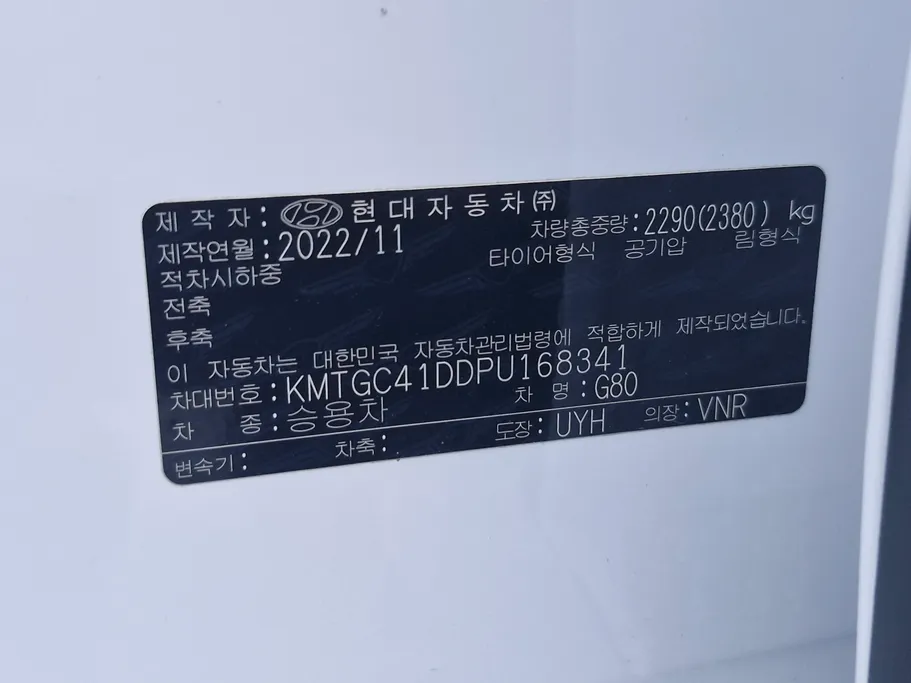 제 작 자 : 현대자동차㈜ 차량총중량:2290(2380) kg
제작연월:2022/11 타이어형식 공기압 림형식
적차시하중
전축
후축
이 자동차는 대한민국 자동차관리법령에 적합하게 제작되었습니다.
차대번호:KMTGC41DDPU168341 차 명:G80
차 종:승용차 도장:UYH 의장:VNR
변속기: 차축: